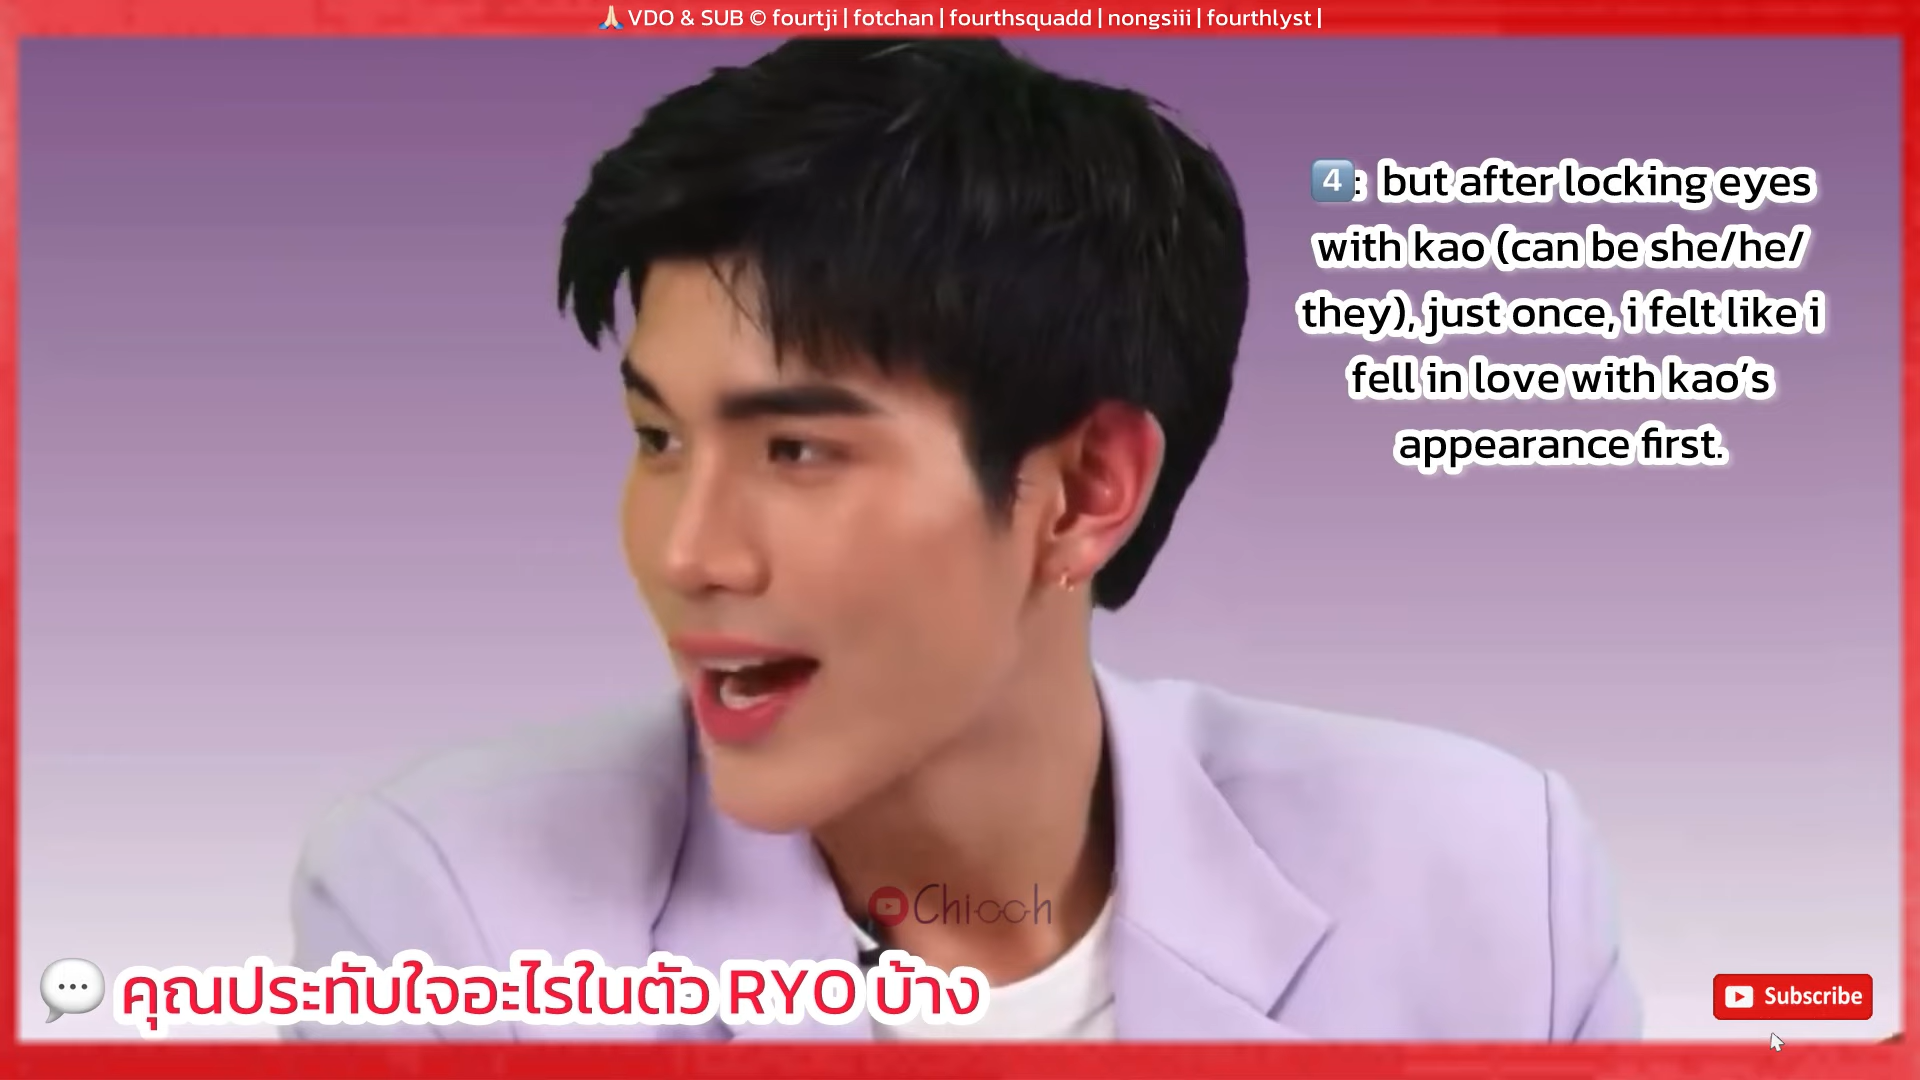 🙏🏻 VDO & SUB © fourtji | fotchan | fourthsquadd | nongsiii | fourthlyst |
4️⃣: but after locking eyes
with kao (can be she/he/
they), just once, i felt like i
fell in love with kao’s
appearance first.
Chiooh
💬 คุณประทับใจอะไรในตัว RYO บ้าง
Subscribe